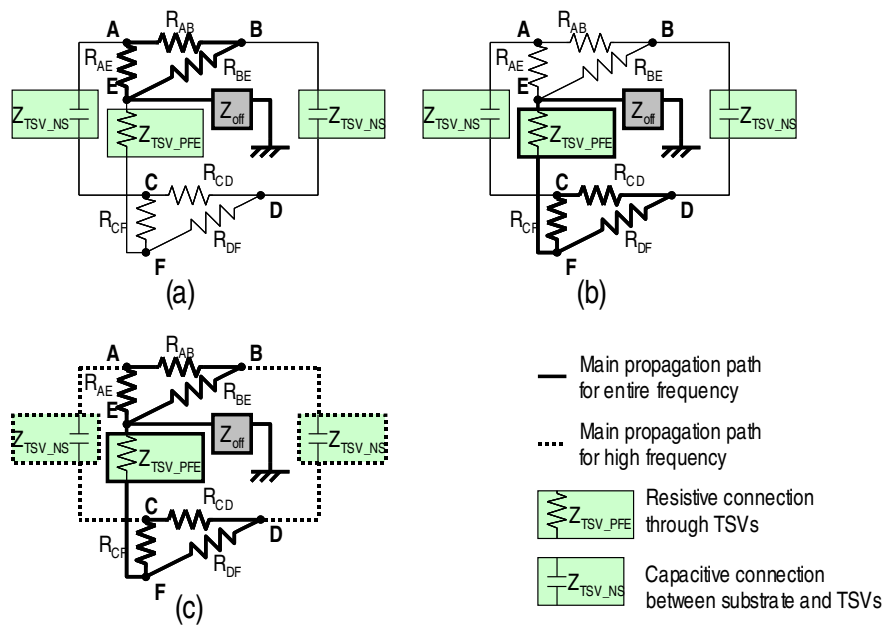 A
R_AB
B
R_AE
R_BE
E
Z_off
Z_TSV_NS
Z_TSV_PFE
Z_TSV_NS
C
R_CD
D
R_CF
R_DF
F
(a)
A
R_AB
B
R_AE
R_BE
E
Z_off
Z_TSV_NS
Z_TSV_PFE
Z_TSV_NS
C
R_CD
D
R_CF
R_DF
F
(b)
A
R_AB
B
R_AE
R_BE
E
Z_off
Z_TSV_NS
Z_TSV_PFE
Z_TSV_NS
C
R_CD
D
R_CF
R_DF
F
(c)
Main propagation path
for entire frequency
Main propagation path
for high frequency
Z_TSV_PFE
Resistive connection
through TSVs
Z_TSV_NS
Capacitive connection
between substrate and TSVs